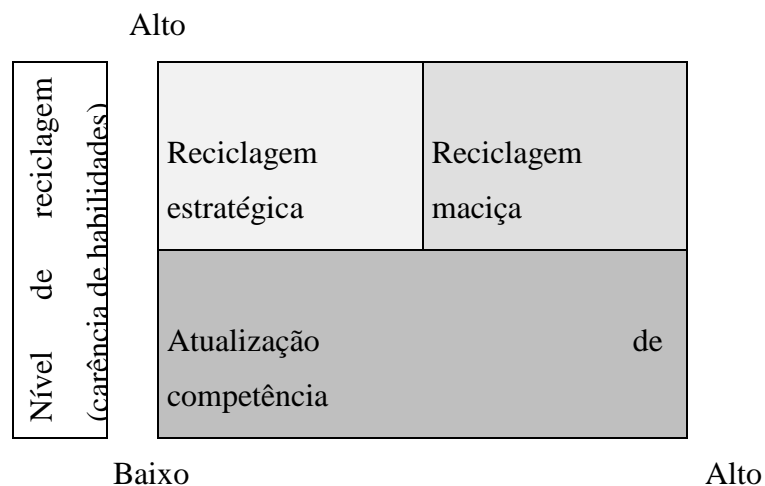 Alto
Nível de reciclagem
(carência de habilidades)
Reciclagem
estratégica
Reciclagem
maciça
Atualização de
competência
Baixo
Alto